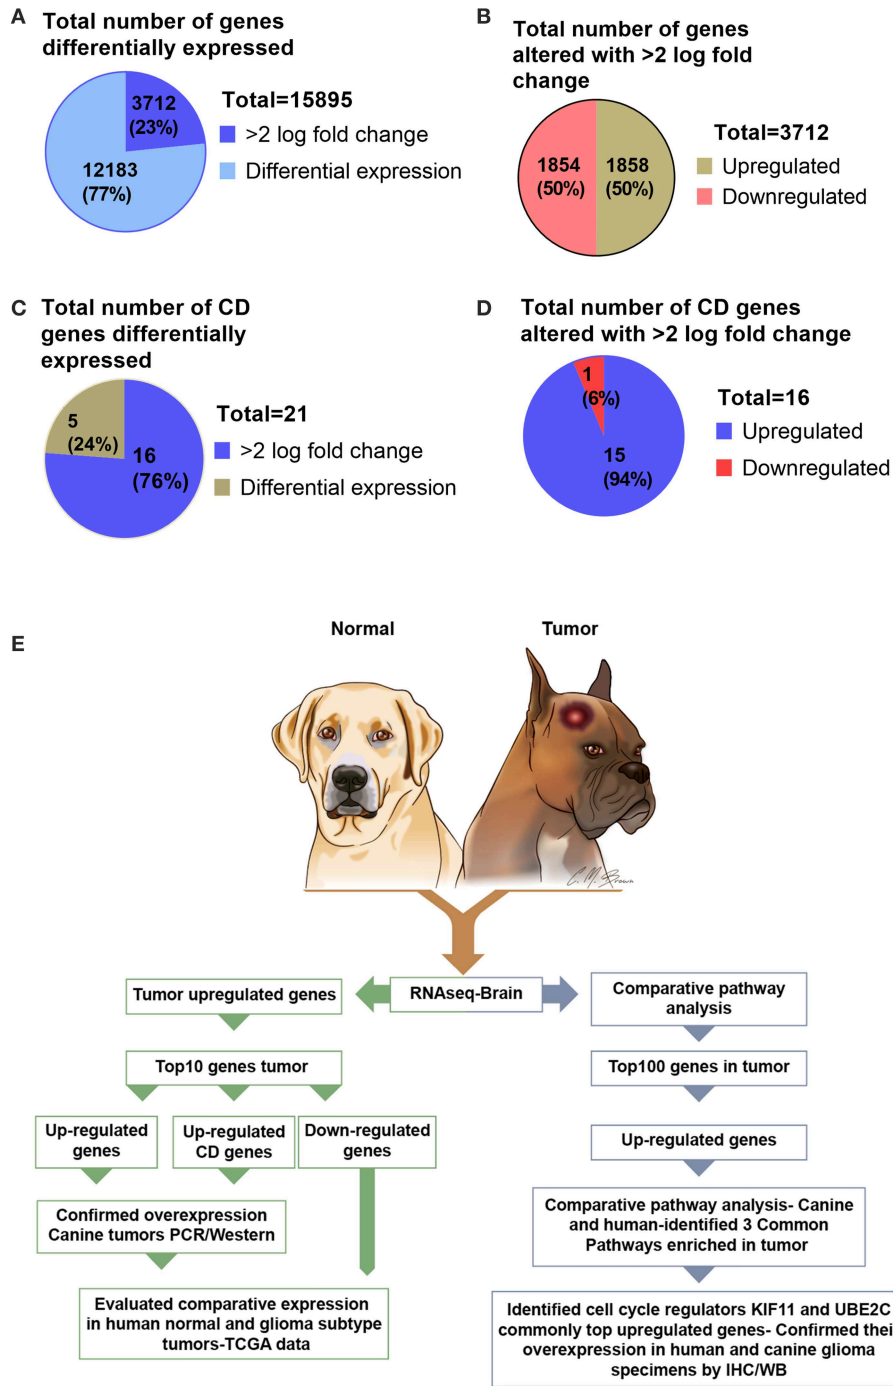 A
Total number of genes
differentially expressed
3712
(23%)
12183
(77%)
Total=15895
>2 log fold change
Differential expression
B
Total number of genes
altered with >2 log fold
change
1854
(50%)
1858
(50%)
Total=3712
Upregulated
Downregulated
C
Total number of CD
genes differentially
expressed
5
(24%)
16
(76%)
Total=21
>2 log fold change
Differential expression
D
Total number of CD genes
altered with >2 log fold change
1
(6%)
15
(94%)
Total=16
Upregulated
Downregulated
E
Normal
Tumor
C. M. Brown
RNAseq-Brain
Tumor upregulated genes
Top10 genes tumor
Up-regulated
genes
Up-regulated
CD genes
Down-regulated
genes
Confirmed overexpression
Canine tumors PCR/Western
Evaluated comparative expression
in human normal and glioma subtype
tumors-TCGA data
Comparative pathway
analysis
Top100 genes in tumor
Up-regulated genes
Comparative pathway analysis- Canine
and human-identified 3 Common
Pathways enriched in tumor
Identified cell cycle regulators KIF11 and UBE2C
commonly top upregulated genes- Confirmed thei
overexpression in human and canine glioma
specimens by IHC/WB